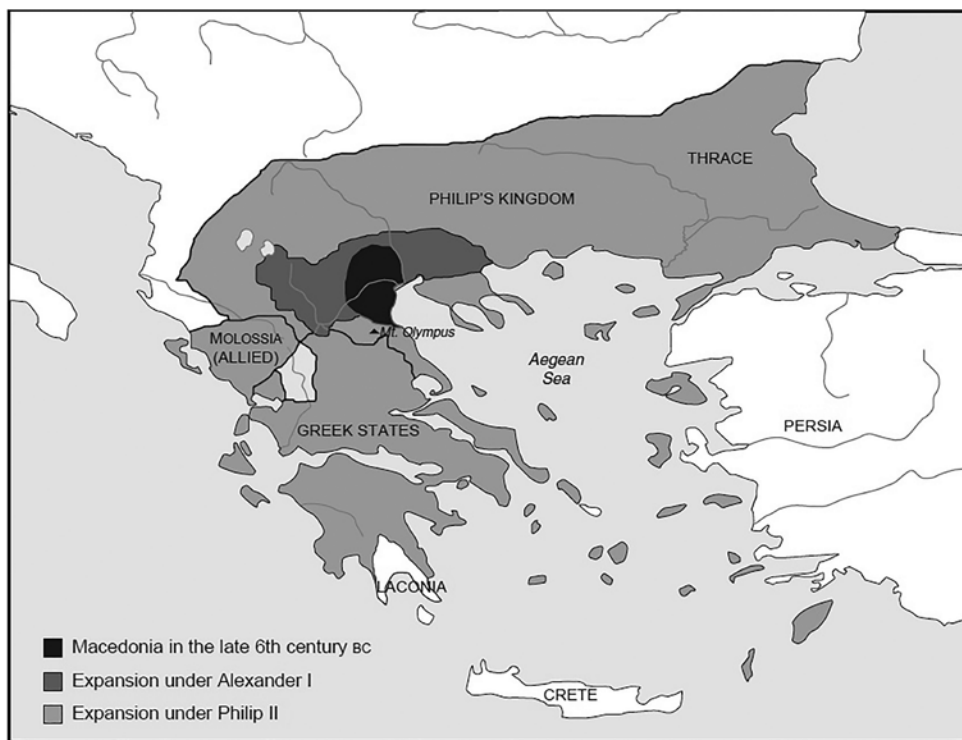 THRACE
PHILIP'S KINGDOM
Mt. Olympus
MOLOSSIA
(ALLIED)
Aegean
Sea
PERSIA
GREEK STATES
LACONIA
CRETE
Macedonia in the late 6th century BC
Expansion under Alexander I
Expansion under Philip II